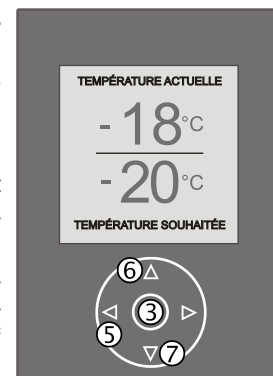 TEMPÉRATURE ACTUELLE
- 18°C
- 20°C
TEMPÉRATURE SOUHAITÉE
6
3
5
7